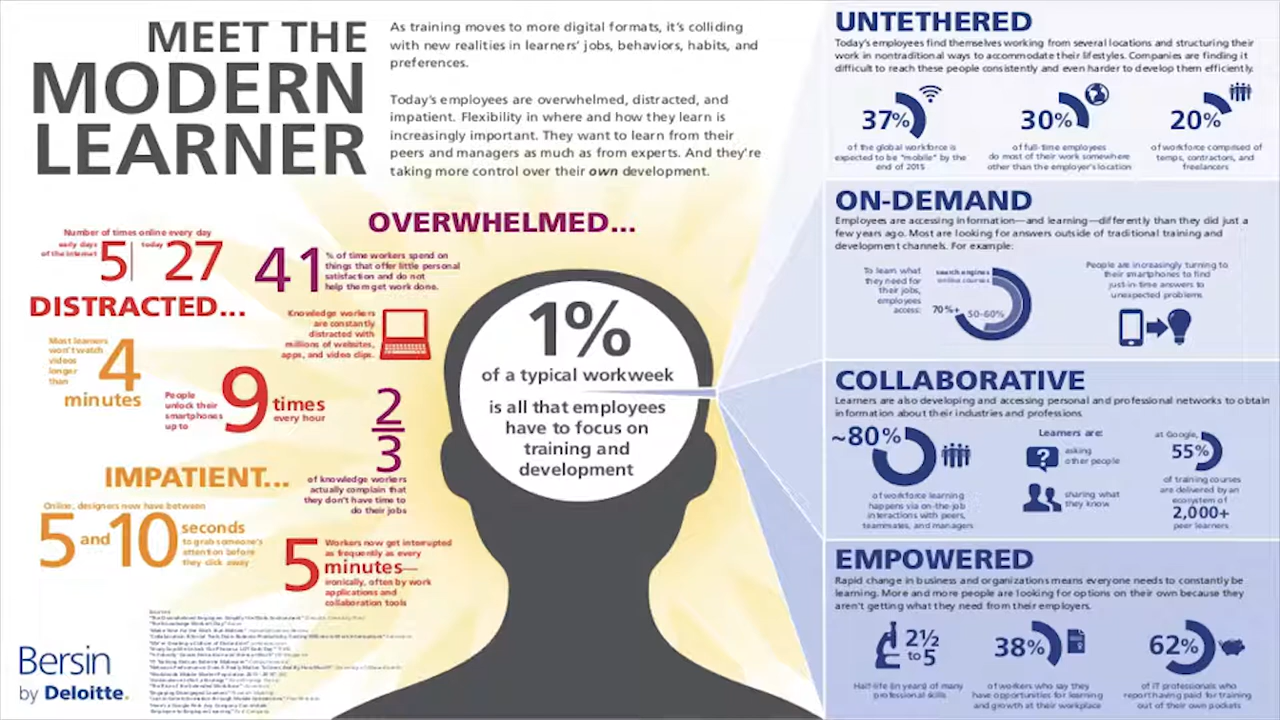 MEET THE
MODERN
LEARNER
As training moves to more digital formats, it's colliding
with new realities in learners' jobs, behaviors, habits, and
preferences.
Today's employees are overwhelmed, distracted, and
impatient. Flexibility in where and how they learn is
increasingly important. They want to learn from their
peers and managers as much as from experts. And they're
taking more control over their own development.
OVERWHELMED...
Number of times online every day
early days
of the internet
5
today
27
41
% of time workers spend on
things that offer little personal
satisfaction and do not
help them get work done.
DISTRACTED...
Knowledge workers
are constantly
distracted with
millions of websites,
apps, and video clips.
Most learners
won't watch
videos
longer
than
4
minutes
People
unlock their
smartphones
up to
9
times
every hour
2
3
of knowledge workers
actually complain that
they don't have time to
do their jobs
IMPATIENT...
Online, designers now have between
5 and 10 seconds
to grab someone's
attention before
they click away
5
Workers now get interrupted
as frequently as every
minutes—
ironically, often by work
applications and
collaboration tools
1%
of a typical workweek
is all that employees
have to focus on
training and
development
Bersin
by Deloitte.
UNTETHERED
Today's employees find themselves working from several locations and structuring their
work in nontraditional ways to accommodate their lifestyles. Companies are finding it
difficult to reach these people consistently and even harder to develop them efficiently.
37%
of the global workforce is
expected to be "mobile" by the
end of 2015
30%
of full-time employees
do most of their work somewhere
other than the employer's location
20%
of workforce comprised of
temps, contractors, and
freelancers
ON-DEMAND
Employees are accessing information—and learning—differently than they did just a
few years ago. Most are looking for answers outside of traditional training and
development channels. For example:
To learn what
they need for
their jobs,
employees
access:
search engines
online courses
70%+
50-60%
People are increasingly turning to
their smartphones to find
just-in-time answers to
unexpected problems
COLLABORATIVE
Learners are also developing and accessing personal and professional networks to obtain
information about their industries and professions.
~80%
of workforce learning
happens via on-the-job
interactions with peers,
teammates, and managers
Learners are:
?
asking
other people
sharing what
they know
at Google,
55%
of training courses
are delivered by an
ecosystem of
2,000+
peer learners
EMPOWERED
Rapid change in business and organizations means everyone needs to constantly be
learning. More and more people are looking for options on their own because they
aren't getting what they need from their employers.
2½
to 5
Half-life (in years) of many
professional skills
38%
of workers who say they
have opportunities for learning
and growth at their workplace
62%
of IT professionals who
report having paid for training
out of their own pockets